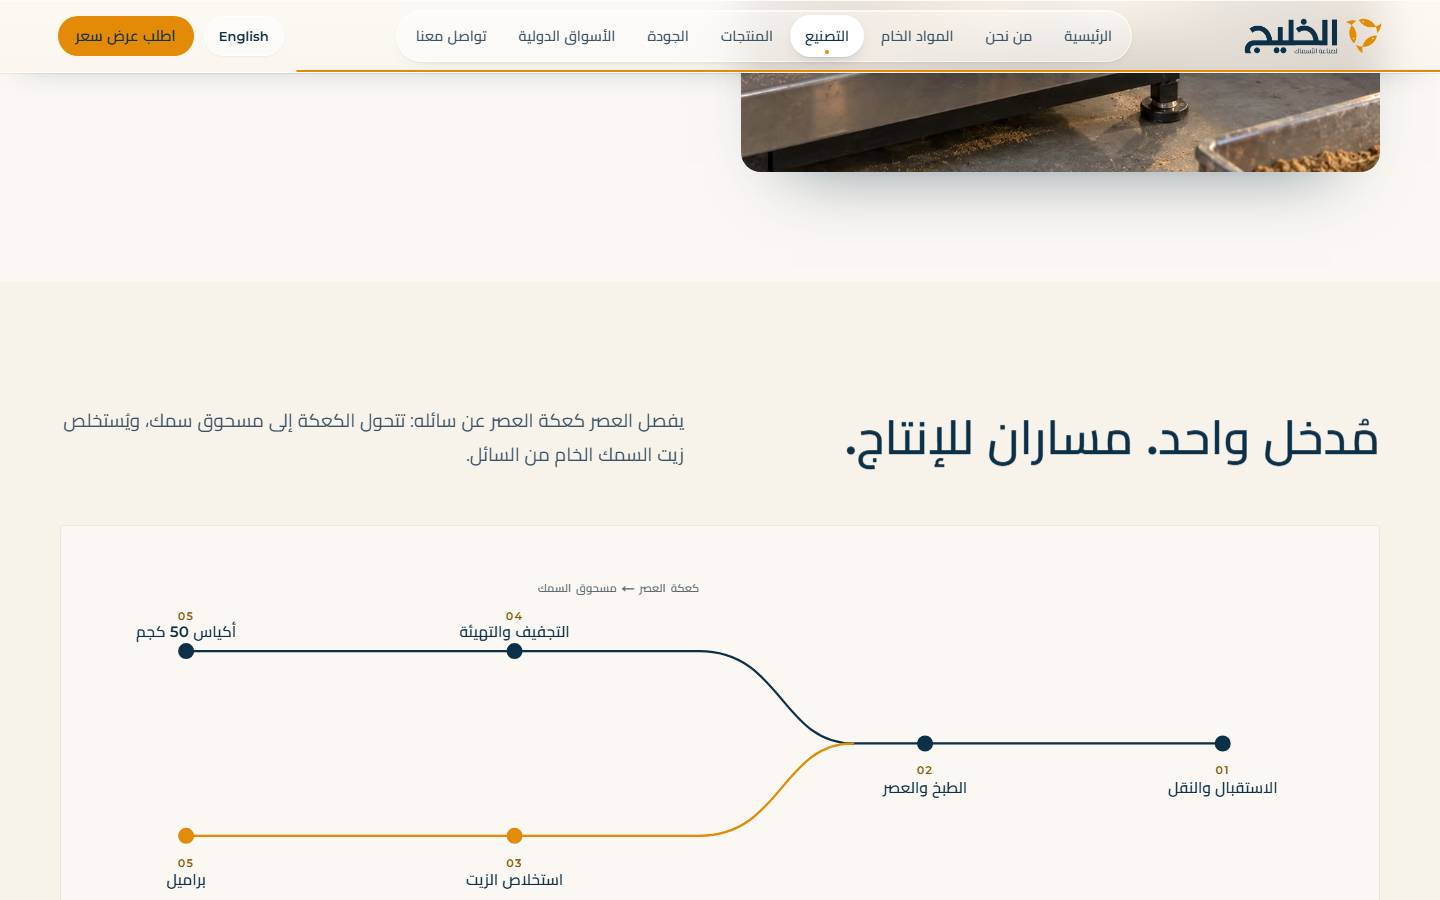 الخليج
لصناعة الأسماك
الرئيسية
من نحن
المواد الخام
التصنيع
المنتجات
الجودة
الأسواق الدولية
تواصل معنا
English
اطلب عرض سعر
مُدخل واحد. مساران للإنتاج.
يفصل العصر كعكة العصر عن سائله: تتحول الكعكة إلى مسحوق سمك، ويُستخلص
زيت السمك الخام من السائل.
كعكة العصر ← مسحوق السمك
01
الاستقبال والنقل
02
الطبخ والعصر
04
التجفيف والتهيئة
05
أكياس 50 كجم
03
استخلاص الزيت
05
براميل